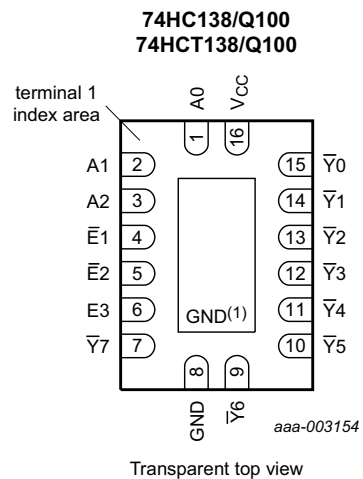 74HC138/Q100
74HCT138/Q100
terminal 1
index area
A0
VCC
1
16
A1 2
15 Y̅0
A2 3
14 Y̅1
E̅1 4
13 Y̅2
E̅2 5
12 Y̅3
E3 6
11 Y̅4
GND(1)
Y̅7 7
10 Y̅5
8
9
GND
Y̅6
aaa-003154
Transparent top view